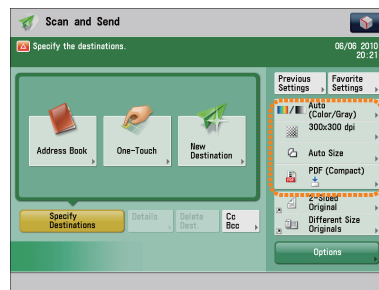 Scan and Send
Specify the destinations.
06/06 2010
20:21
Previous
Settings
Favorite
Settings
Address Book
One-Touch
New
Destination
Auto
(Color/Gray)
300x300 dpi
Auto Size
PDF (Compact)
2-Sided
Original
Different Size
Originals
Specify
Destinations
Details
Delete
Dest.
Cc
Bcc
Options